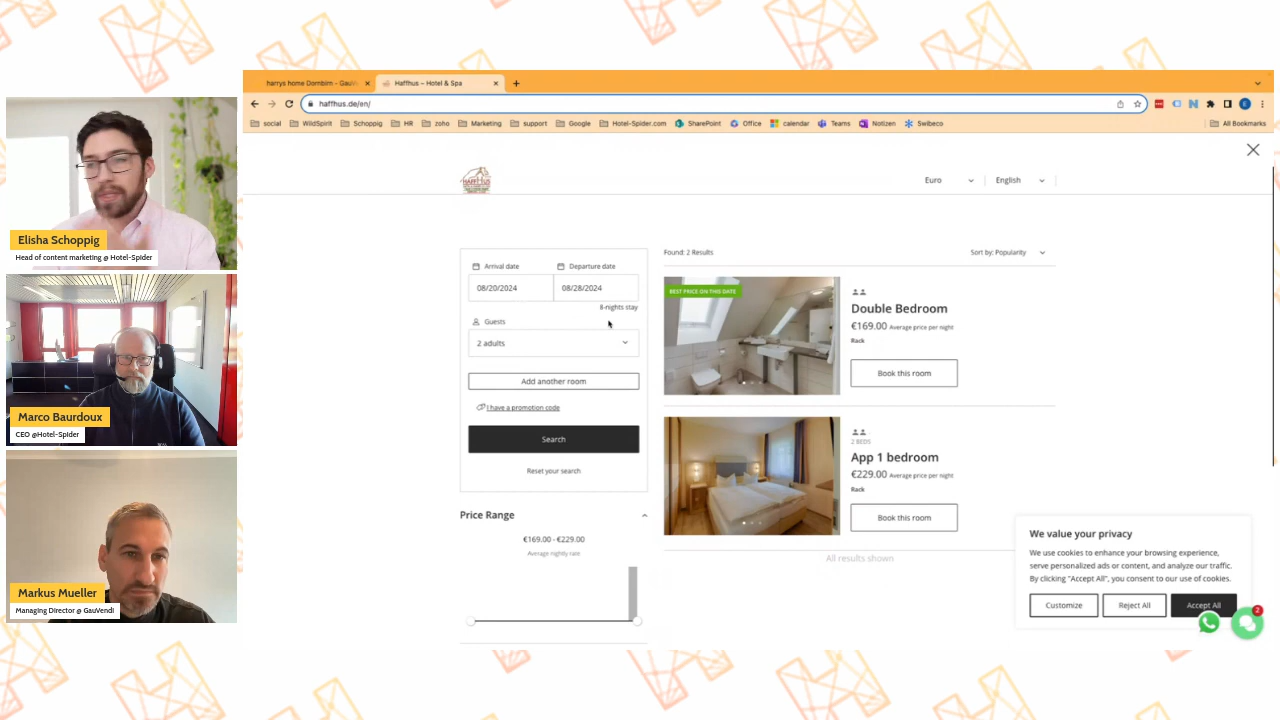 harrys home Dornbirn - GauV
Haffhus – Hotel & Spa
haffhus.de/en/
social
WildSpirit
Schoppig
HR
zoho
Marketing
support
Google
Hotel-Spider.com
SharePoint
Office
calendar
Teams
Notizen
Swibeco
All Bookmarks
Elisha Schoppig
Head of content marketing @ Hotel-Spider
Marco Baurdoux
CEO @Hotel-Spider
Markus Mueller
Managing Director @ GauVendi
HAFFHUS
Euro
English
Arrival date
Departure date
08/20/2024
08/28/2024
8-nights stay
Guests
2 adults
Add another room
I have a promotion code
Search
Reset your search
Price Range
€169.00 - €229.00
Average nightly rate
Found: 2 Results
Sort by: Popularity
BEST PRICE ON THIS DATE
Double Bedroom
€169.00 Average price per night
Rack
Book this room
2 BEDS
App 1 bedroom
€229.00 Average price per night
Rack
Book this room
All results shown
We value your privacy
We use cookies to enhance your browsing experience,
serve personalized ads or content, and analyze our traffic.
By clicking "Accept All", you consent to our use of cookies.
Customize
Reject All
Accept All
2